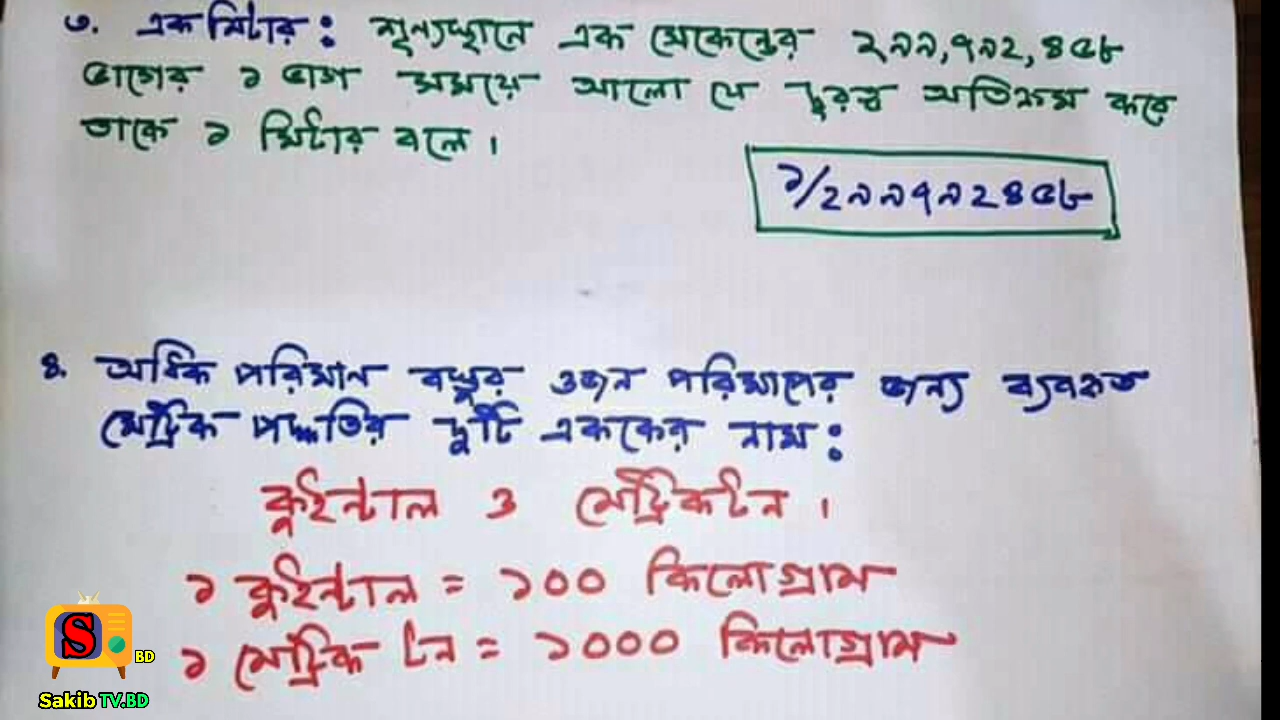 ৩. এক মিটার : শূন্যস্থানে এক সেকেন্ডের ২৯৯,৭৯২,৪৫৮
ভাগের ১ ভাগ সময়ে আলো যে দূরত্ব অতিক্রম করে
তাকে ১ মিটার বলে ।
১/২৯৯৭৯২৪৫৮
৪. অধিক পরিমান বস্তুর ওজন পরিমাপের জন্য ব্যবহৃত
মেট্রিক পদ্ধতির দুটি এককের নাম :
কুইন্টাল ও মেট্রিকটন ।
১ কুইন্টাল = ১০০ কিলোগ্রাম
১ মেট্রিক টন = ১০০০ কিলোগ্রাম
S
BD
Sakib TV.BD